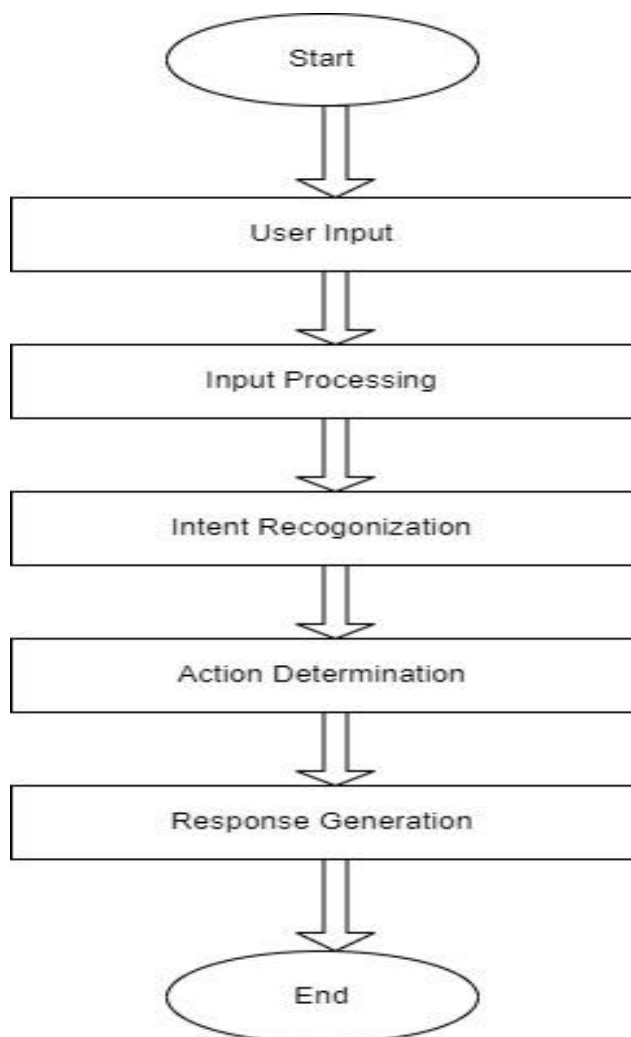 Start
User Input
Input Processing
Intent Recogonization
Action Determination
Response Generation
End